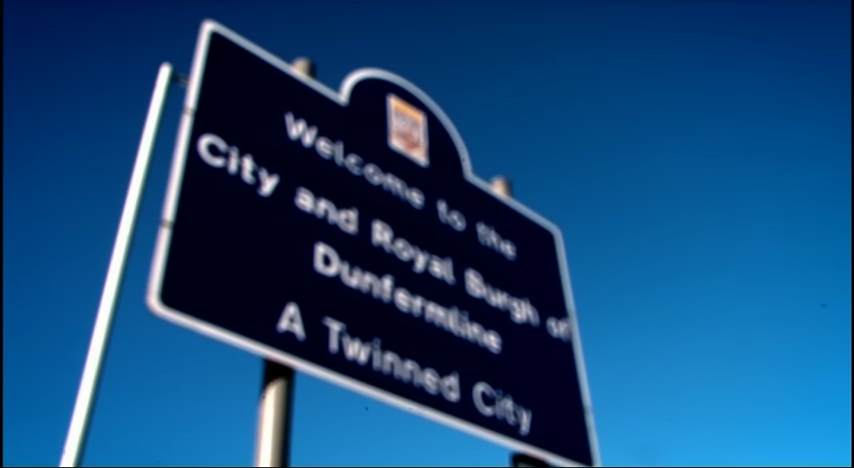 Welcome to the
City and Royal Burgh of
Dunfermline
A Twinned City